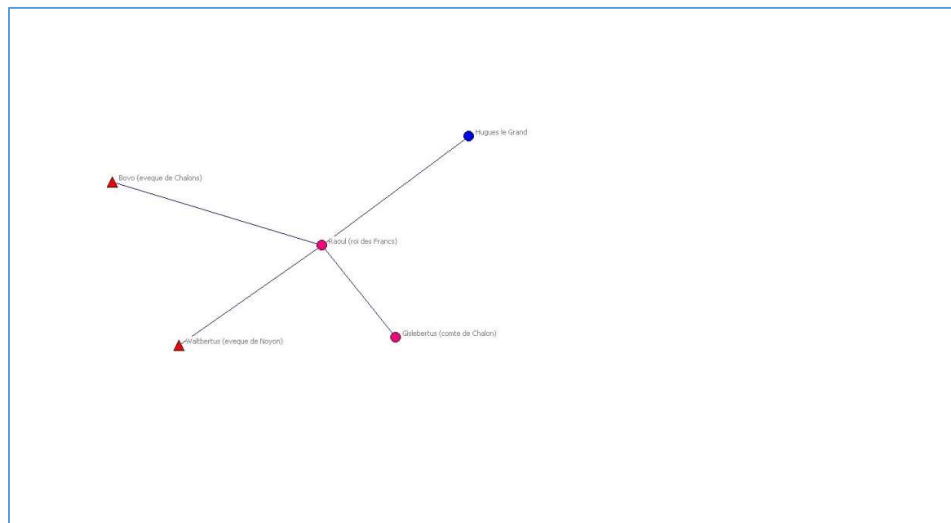 Hugues le Grand
Bovo (eveque de Chalons)
Raoul (roi des Francs)
Gislebertus (comte de Chalon)
Waltbertus (eveque de Noyon)